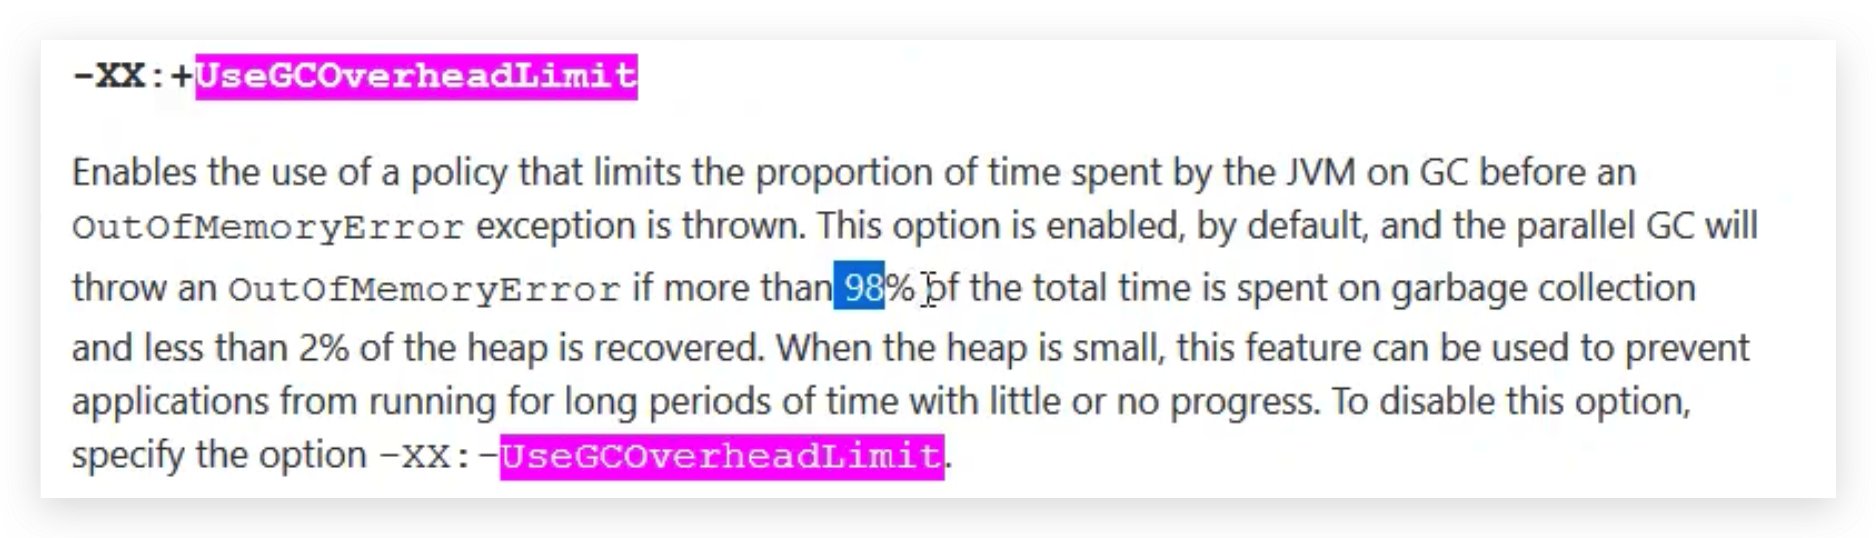 -XX:+UseGCOverheadLimit
Enables the use of a policy that limits the proportion of time spent by the JVM on GC before an
OutOfMemoryError exception is thrown. This option is enabled, by default, and the parallel GC will
throw an OutOfMemoryError if more than 98% of the total time is spent on garbage collection
and less than 2% of the heap is recovered. When the heap is small, this feature can be used to prevent
applications from running for long periods of time with little or no progress. To disable this option,
specify the option -XX:-UseGCOverheadLimit.